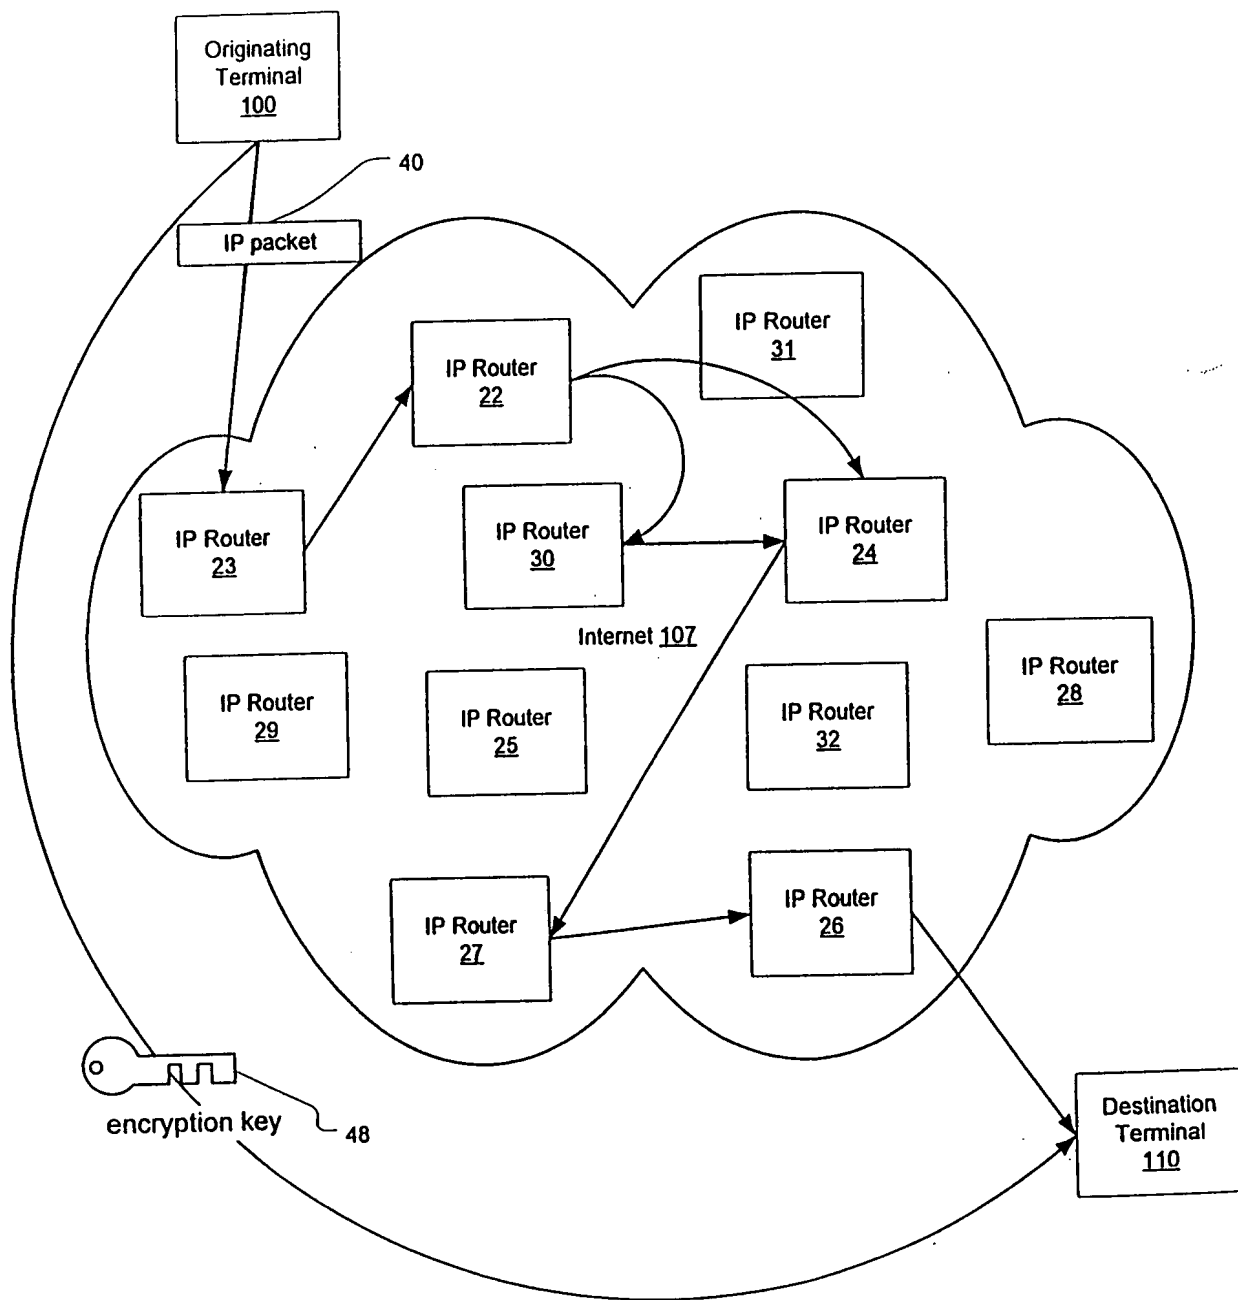 Originating
Terminal
100
40
IP packet
IP Router
31
IP Router
22
IP Router
23
IP Router
30
IP Router
24
Internet 107
IP Router
29
IP Router
25
IP Router
32
IP Router
28
IP Router
27
IP Router
26
encryption key
48
Destination
Terminal
110